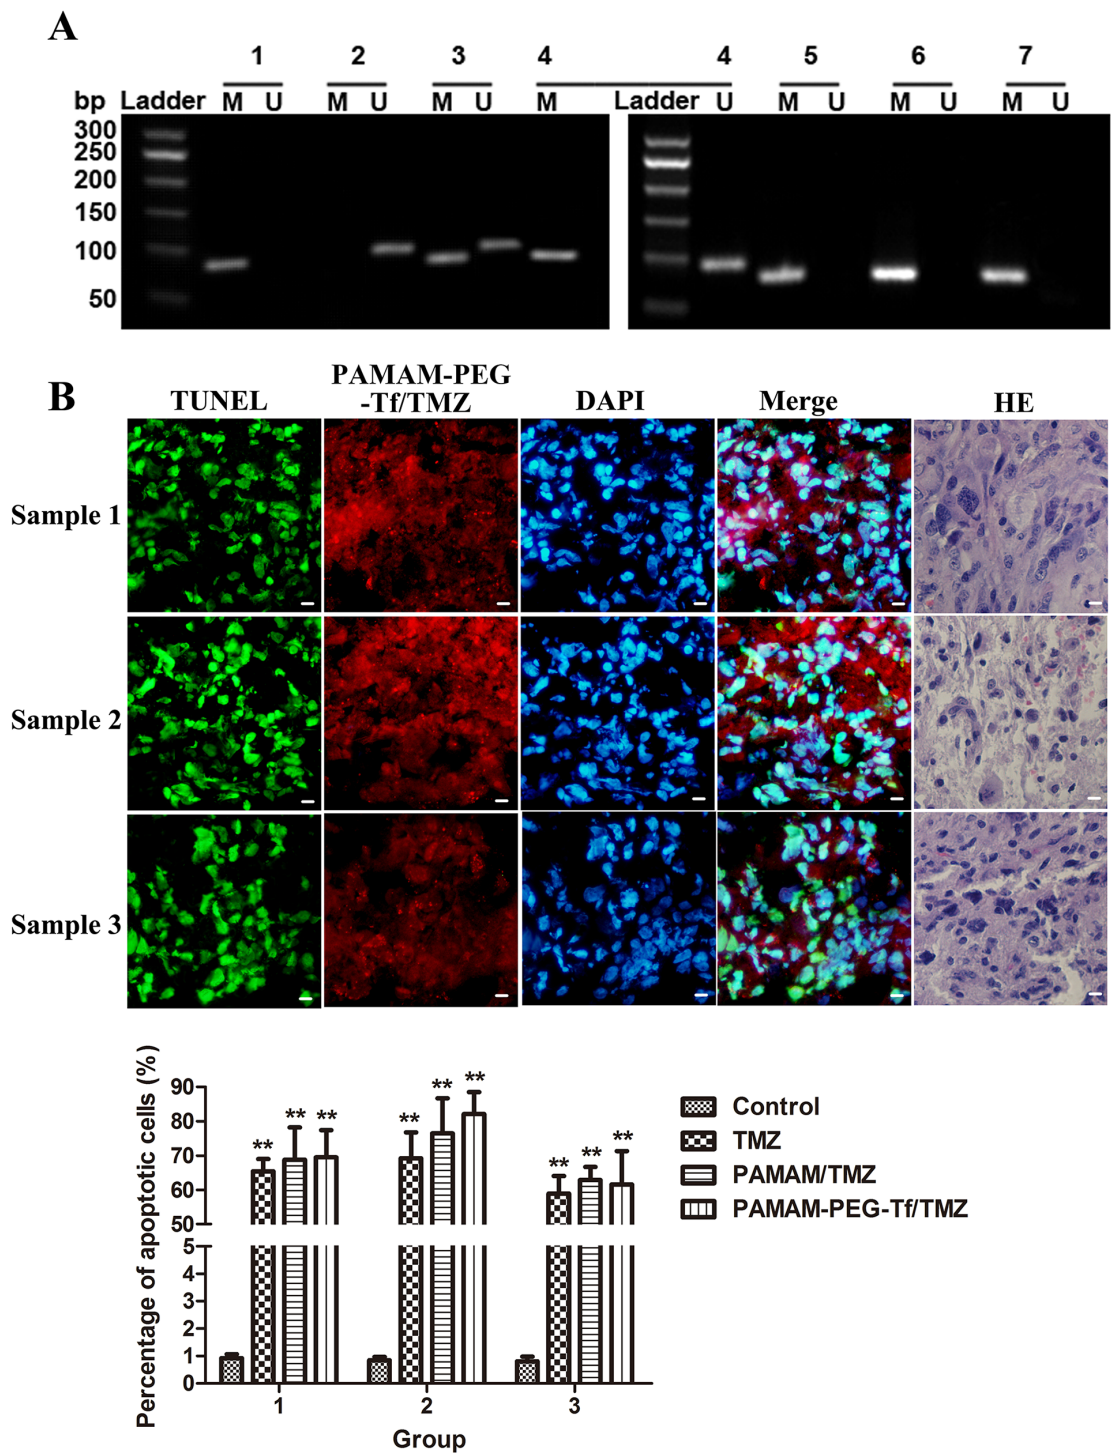 A
1 2 3 4 4 5 6 7
bp Ladder M U M U M U M Ladder U M U M U M U
300
250
200
150
100
50
B
TUNEL PAMAM-PEG
-Tf/TMZ DAPI Merge HE
Sample 1
Sample 2
Sample 3
Percentage of apoptotic cells (%)
90
80
70
60
50
5
4
3
2
1
0
** ** **
** ** **
** ** **
1 2 3
Group
Control
TMZ
PAMAM/TMZ
PAMAM-PEG-Tf/TMZ